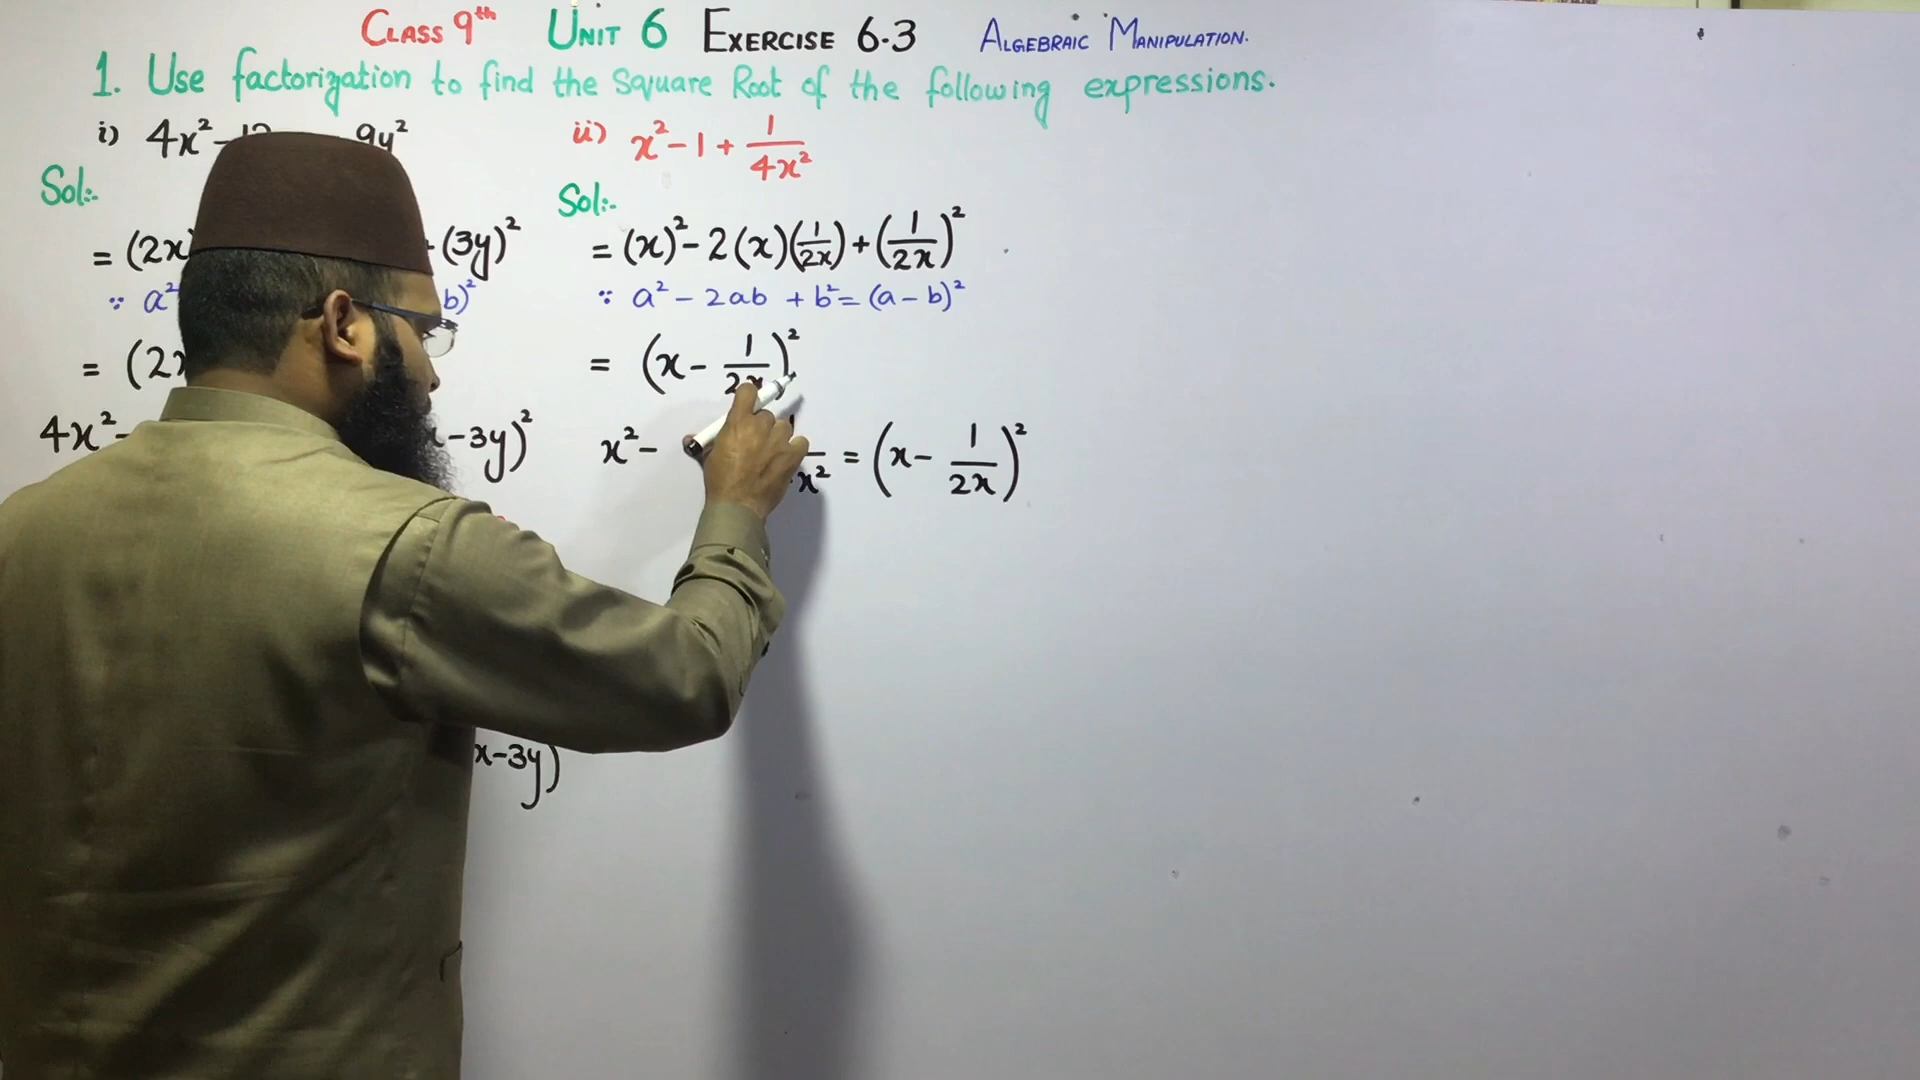 CLASS 9th UNIT 6 EXERCISE 6.3 ALGEBRAIC MANIPULATION.
1. Use factorization to find the Square Root of the following expressions.
i) 4x² - 9y²
Sol:-
= (2x) (3y)²
∵ a² b)²
= (2x
4x² - x-3y)²
x-3y)
ii) x² - 1 + 1/4x²
Sol:-
= (x)² - 2(x)(1/2x) + (1/2x)²
∵ a² - 2ab + b² = (a - b)²
= (x - 1/2x)²
x² - x² = (x - 1/2x)²